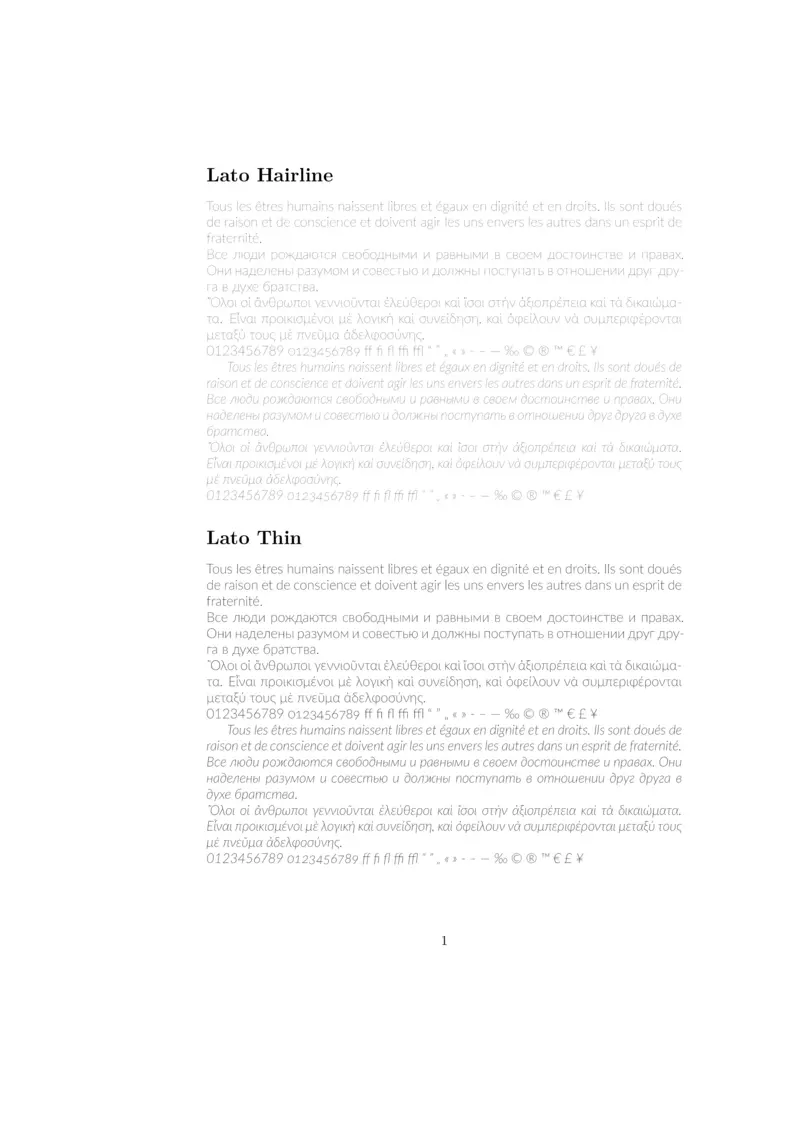 Lato Hairline
Tous les êtres humains naissent libres et égaux en dignité et en droits. Ils sont doués
de raison et de conscience et doivent agir les uns envers les autres dans un esprit de
fraternité.
Все люди рождаются свободными и равными в своем достоинстве и правах.
Они наделены разумом и совестью и должны поступать в отношении друг дру-
га в духе братства.
Ὅλοι οἱ ἄνθρωποι γεννιοῦνται ἐλεύθεροι καὶ ἴσοι στὴν ἀξιοπρέπεια καὶ τὰ δικαιώμα-
τα. Εἶναι προικισμένοι μὲ λογικὴ καὶ συνείδηση, καὶ ὀφείλουν νὰ συμπεριφέρονται
μεταξύ τους μὲ πνεῦμα ἀδελφοσύνης.
0123456789 0123456789 ff fi fl ffi ffl “ ” „ « » - – — ‰ © ® ™ € £ ¥
Tous les êtres humains naissent libres et égaux en dignité et en droits. Ils sont doués de
raison et de conscience et doivent agir les uns envers les autres dans un esprit de fraternité.
Все люди рождаются свободными и равными в своем достоинстве и правах. Они
наделены разумом и совестью и должны поступать в отношении друг друга в духе
братства.
Ὅλοι οἱ ἄνθρωποι γεννιοῦνται ἐλεύθεροι καὶ ἴσοι στὴν ἀξιοπρέπεια καὶ τὰ δικαιώματα.
Εἶναι προικισμένοι μὲ λογικὴ καὶ συνείδηση, καὶ ὀφείλουν νὰ συμπεριφέρονται μεταξύ τους
μὲ πνεῦμα ἀδελφοσύνης.
0123456789 0123456789 ff fi fl ffi ffl “ ” „ « » - – — ‰ © ® ™ € £ ¥
Lato Thin
Tous les êtres humains naissent libres et égaux en dignité et en droits. Ils sont doués
de raison et de conscience et doivent agir les uns envers les autres dans un esprit de
fraternité.
Все люди рождаются свободными и равными в своем достоинстве и правах.
Они наделены разумом и совестью и должны поступать в отношении друг дру-
га в духе братства.
Ὅλοι οἱ ἄνθρωποι γεννιοῦνται ἐλεύθεροι καὶ ἴσοι στὴν ἀξιοπρέπεια καὶ τὰ δικαιώμα-
τα. Εἶναι προικισμένοι μὲ λογικὴ καὶ συνείδηση, καὶ ὀφείλουν νὰ συμπεριφέρονται
μεταξύ τους μὲ πνεῦμα ἀδελφοσύνης.
0123456789 0123456789 ff fi fl ffi ffl “ ” „ « » - – — ‰ © ® ™ € £ ¥
Tous les êtres humains naissent libres et égaux en dignité et en droits. Ils sont doués de
raison et de conscience et doivent agir les uns envers les autres dans un esprit de fraternité.
Все люди рождаются свободными и равными в своем достоинстве и правах. Они
наделены разумом и совестью и должны поступать в отношении друг друга в
духе братства.
Ὅλοι οἱ ἄνθρωποι γεννιοῦνται ἐλεύθεροι καὶ ἴσοι στὴν ἀξιοπρέπεια καὶ τὰ δικαιώματα.
Εἶναι προικισμένοι μὲ λογικὴ καὶ συνείδηση, καὶ ὀφείλουν νὰ συμπεριφέρονται μεταξύ τους
μὲ πνεῦμα ἀδελφοσύνης.
0123456789 0123456789 ff fi fl ffi ffl “ ” „ « » - – — ‰ © ® ™ € £ ¥
1